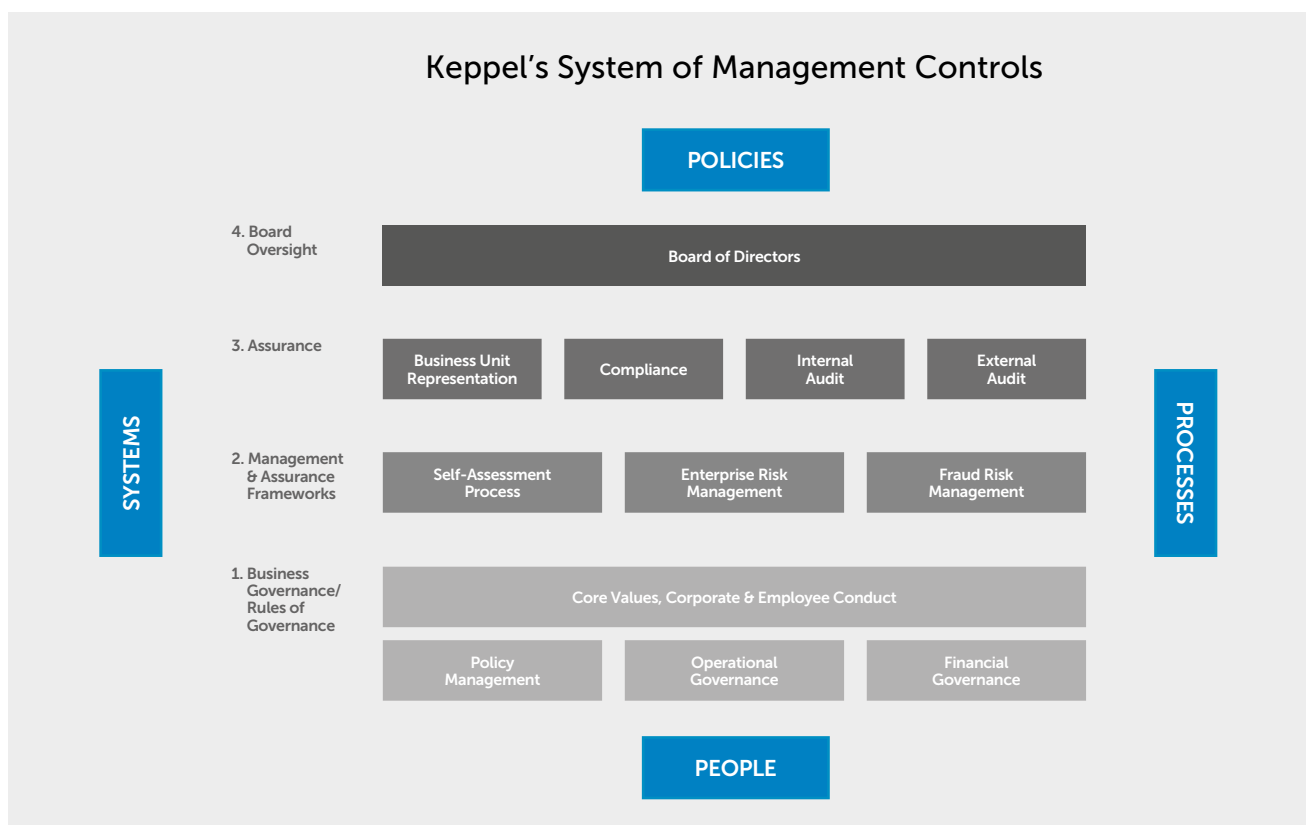 Keppel’s System of Management Controls
POLICIES
4. Board
Oversight
Board of Directors
3. Assurance
Business Unit
Representation
Compliance
Internal
Audit
External
Audit
SYSTEMS
PROCESSES
2. Management
& Assurance
Frameworks
Self-Assessment
Process
Enterprise Risk
Management
Fraud Risk
Management
1. Business
Governance/
Rules of
Governance
Core Values, Corporate & Employee Conduct
Policy
Management
Operational
Governance
Financial
Governance
PEOPLE